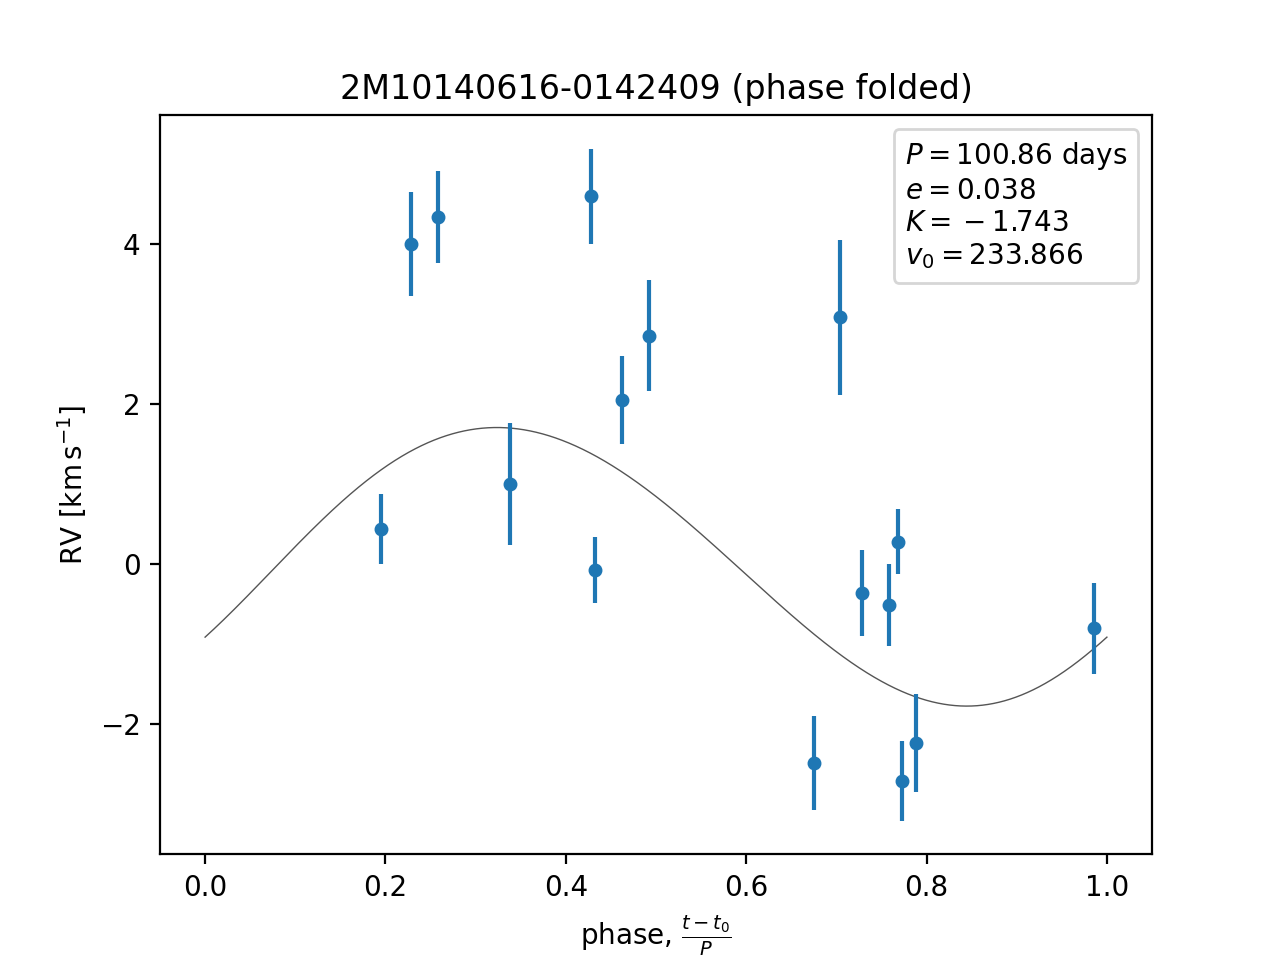 2M10140616-0142409 (phase folded)
P = 100.86 days
e = 0.038
K = −1.743
v₀ = 233.866
4
2
0
−2
RV [km s⁻¹]
0.0 0.2 0.4 0.6 0.8 1.0
phase, (t − t₀)/P